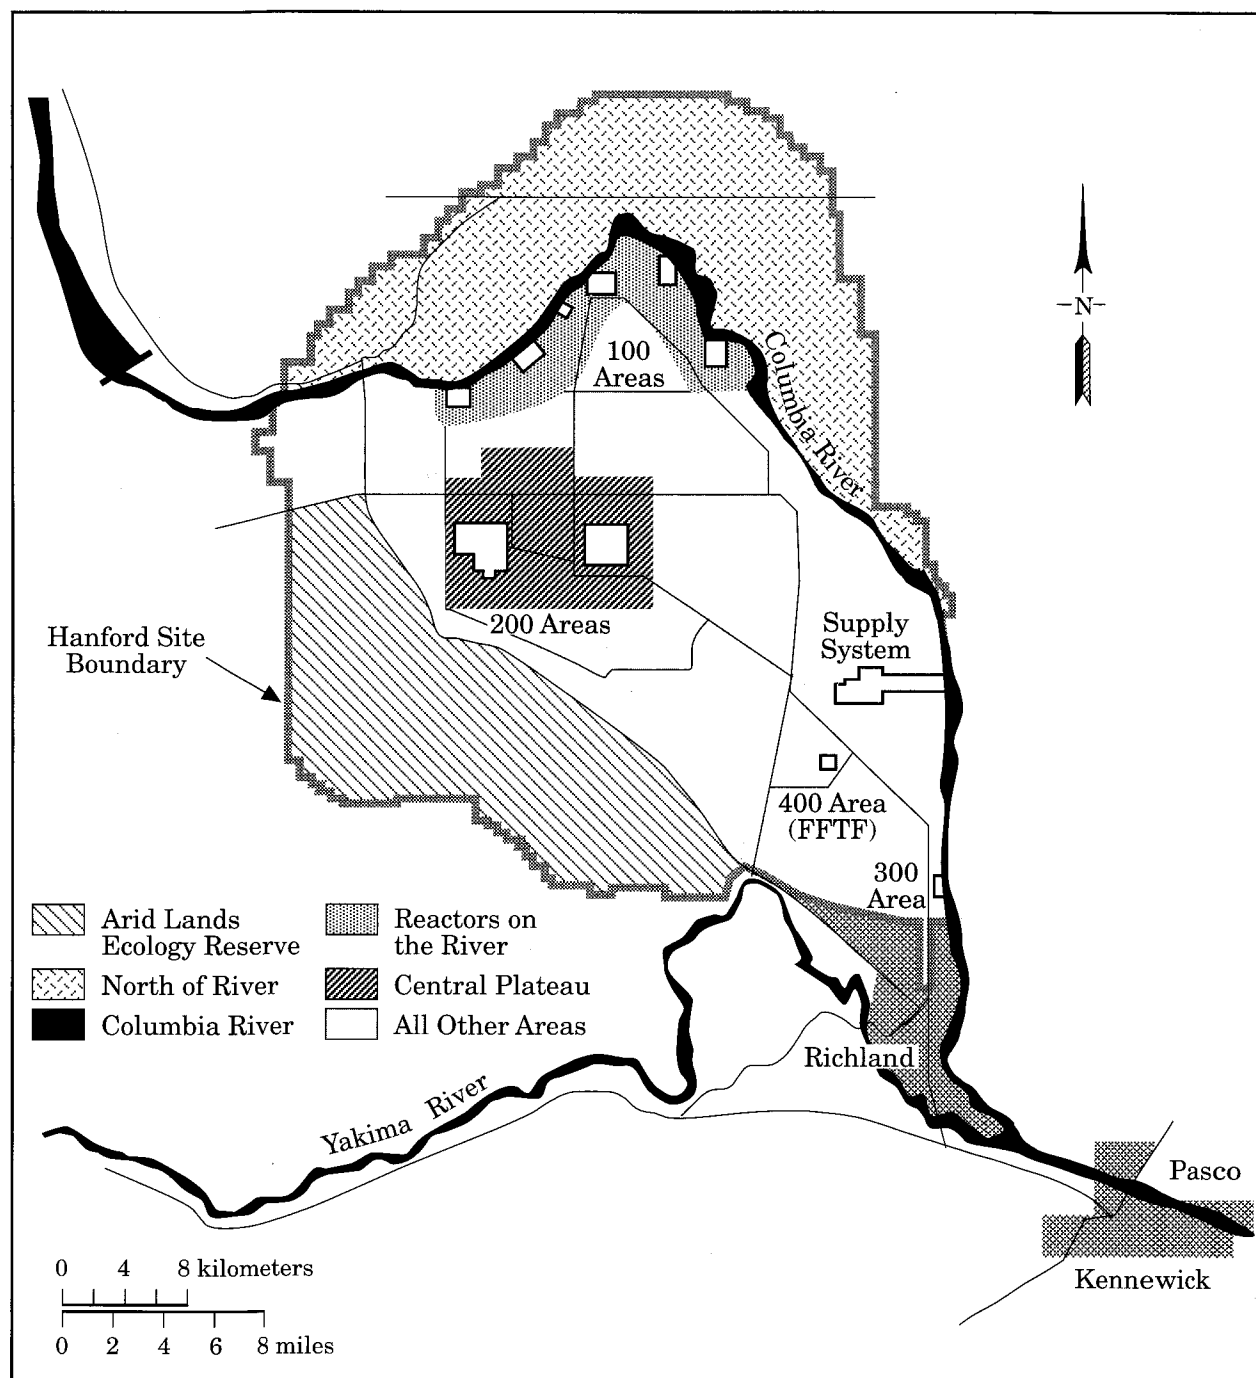 N
Columbia River
100
Areas
200 Areas
Hanford Site
Boundary
Supply
System
400 Area
(FFTF)
300
Area
Arid Lands
Ecology Reserve
Reactors on
the River
North of River
Central Plateau
Columbia River
All Other Areas
Richland
Yakima River
Pasco
Kennewick
0 4 8 kilometers
0 2 4 6 8 miles